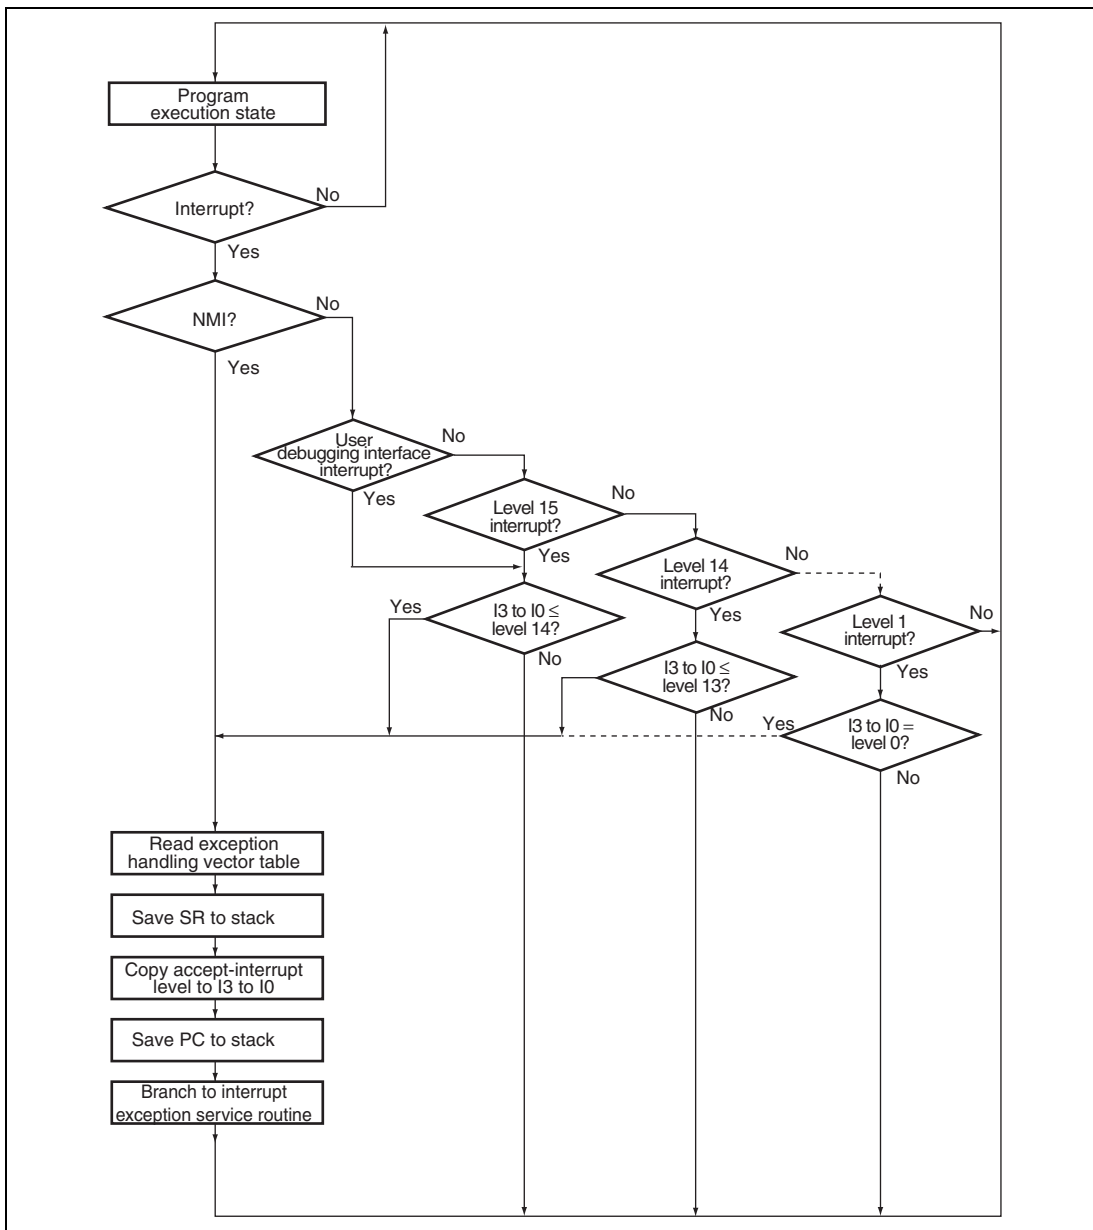 Program
execution state
No
Interrupt?
Yes
No
NMI?
Yes
User
debugging interface
interrupt?
No
Yes
Level 15
interrupt?
No
Yes
Level 14
interrupt?
No
Yes
I3 to I0 ≤
level 14?
Yes
No
Level 1
interrupt?
No
Yes
I3 to I0 ≤
level 13?
No
Yes
I3 to I0 =
level 0?
No
Read exception
handling vector table
Save SR to stack
Copy accept-interrupt
level to I3 to I0
Save PC to stack
Branch to interrupt
exception service routine